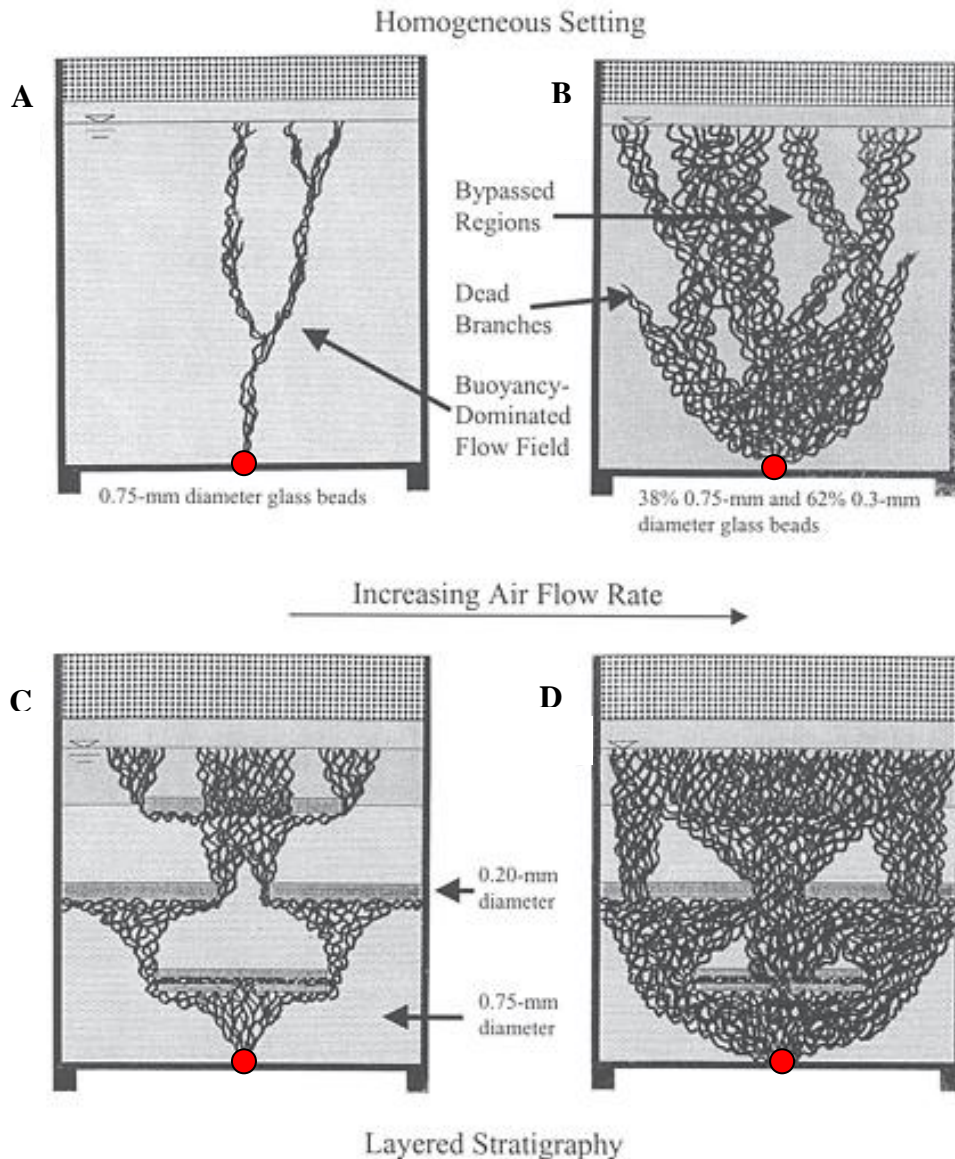 Homogeneous Setting
A
B
Bypassed
Regions
Dead
Branches
Buoyancy-
Dominated
Flow Field
0.75-mm diameter glass beads
38% 0.75-mm and 62% 0.3-mm
diameter glass beads
Increasing Air Flow Rate
C
D
0.20-mm
diameter
0.75-mm
diameter
Layered Stratigraphy